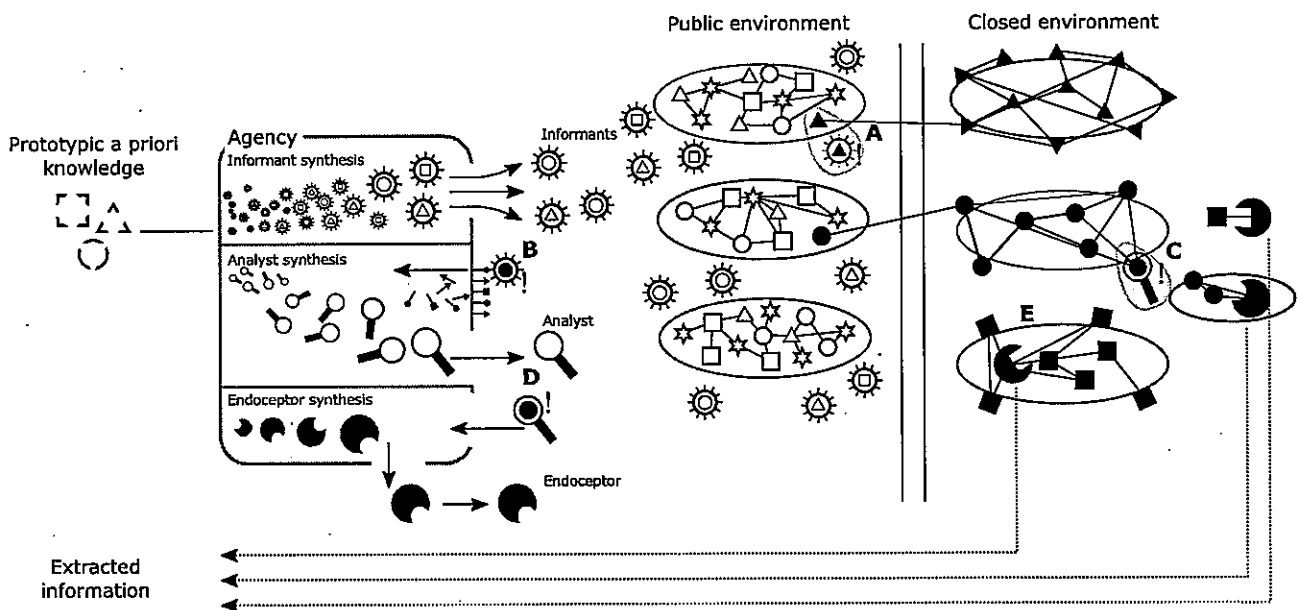 Public environment
Closed environment
Prototypic a priori
knowledge
Agency
Informant synthesis
Informants
A
Analyst synthesis
B
!
Analyst
C
!
D
!
E
Endoceptor synthesis
Endoceptor
Extracted
information